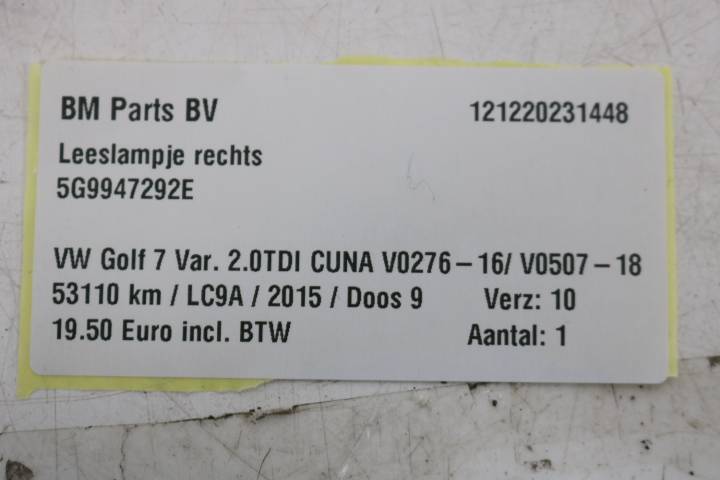 BM Parts BV 121220231448
Leeslampje rechts
5G9947292E
VW Golf 7 Var. 2.0TDI CUNA V0276-16/ V0507-18
53110 km / LC9A / 2015 / Doos 9 Verz: 10
19.50 Euro incl. BTW Aantal: 1